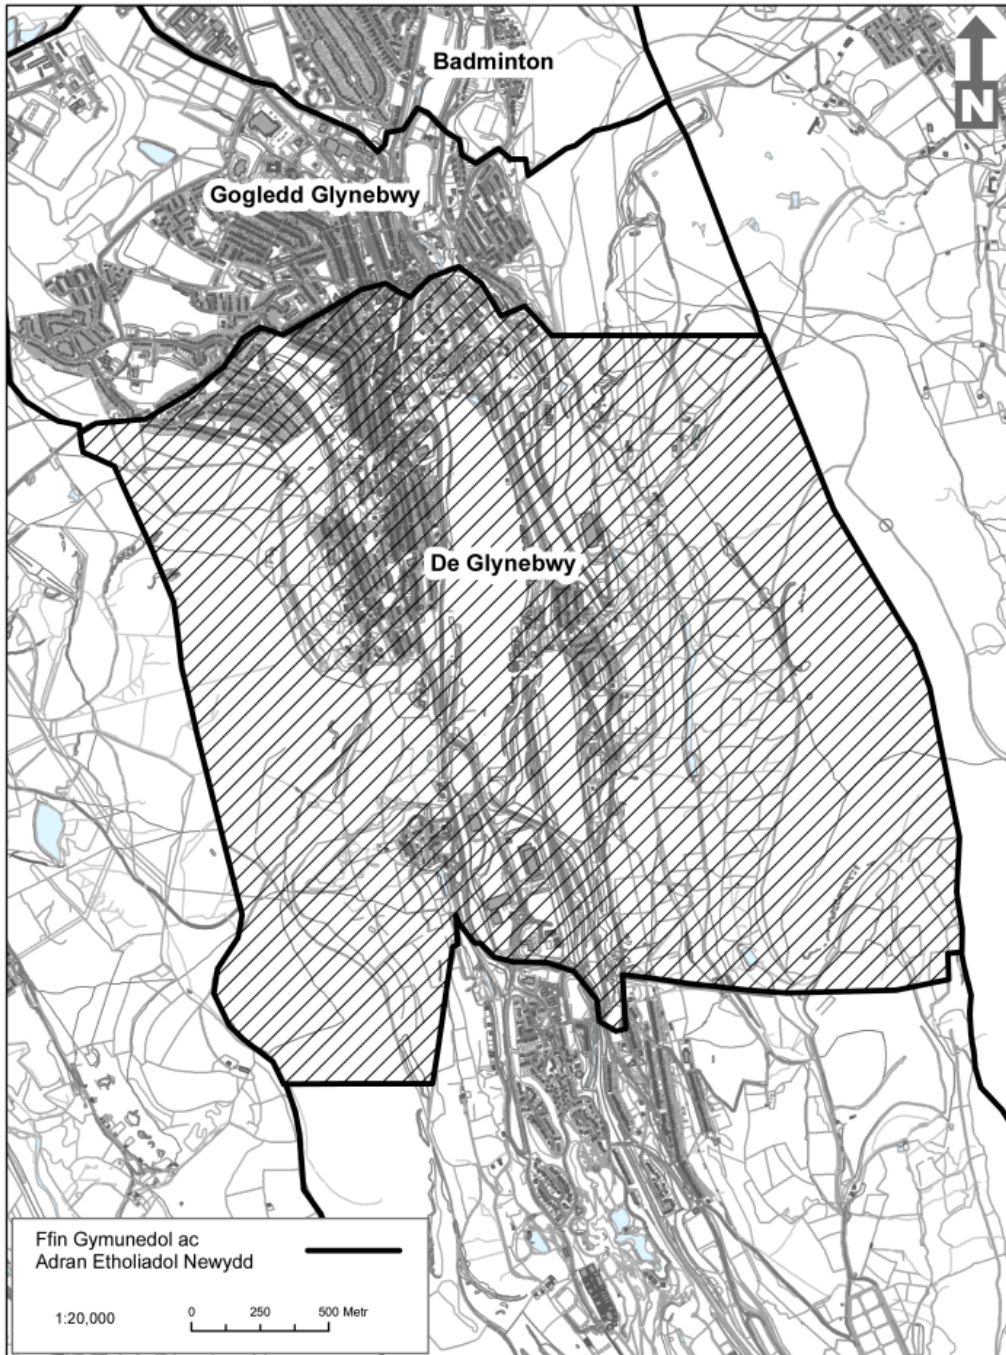 Badminton
N
Gogledd Glynebwy
De Glynebwy
Ffin Gymunedol ac
Adran Etholiadol Newydd
1:20,000
0 250 500 Metr